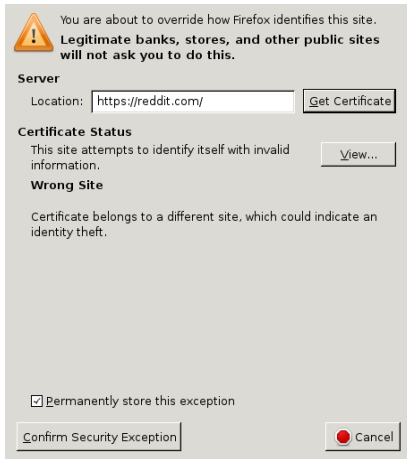 You are about to override how Firefox identifies this site.
Legitimate banks, stores, and other public sites
will not ask you to do this.
Server
Location: https://reddit.com/ Get Certificate
Certificate Status
This site attempts to identify itself with invalid
information.
View...
Wrong Site
Certificate belongs to a different site, which could indicate an
identity theft.
Permanently store this exception
Confirm Security Exception Cancel